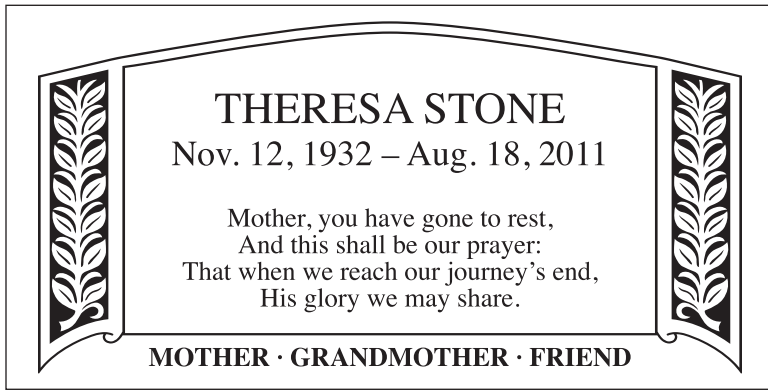 THERESA STONE
Nov. 12, 1932 – Aug. 18, 2011
Mother, you have gone to rest,
And this shall be our prayer:
That when we reach our journey’s end,
His glory we may share.
MOTHER · GRANDMOTHER · FRIEND